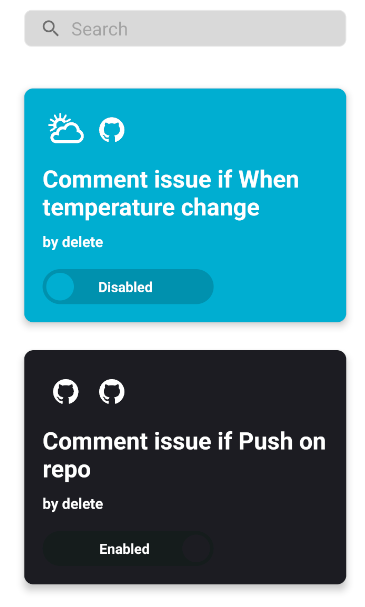 Search
Comment issue if When
temperature change
by delete
Disabled
Comment issue if Push on
repo
by delete
Enabled